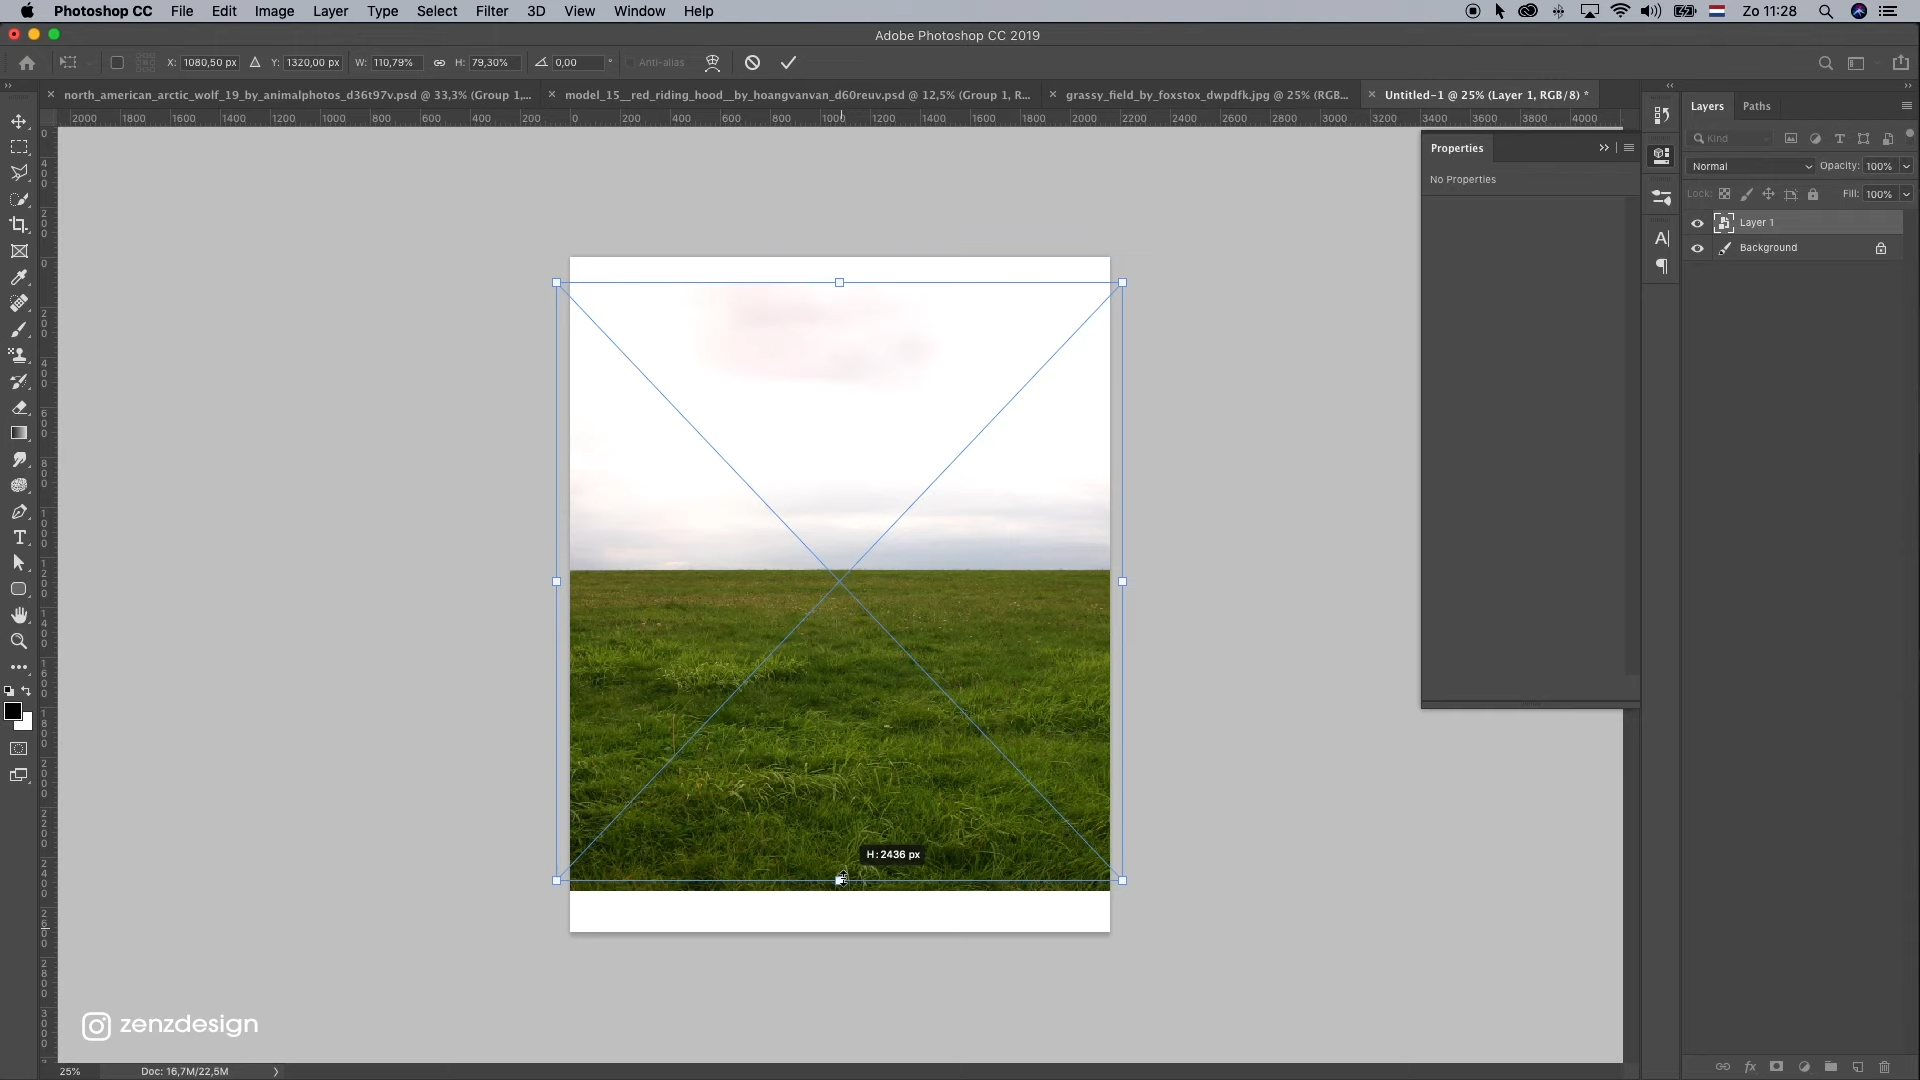 Photoshop CC File Edit Image Layer Type Select Filter 3D View Window Help Zo 11:28
Adobe Photoshop CC 2019
X: 1080,50 px Y: 1320,00 px W: 110,79% H: 79,30% 0,00 ° Anti-alias
north_american_arctic_wolf_19_by_animalphotos_d36t97v.psd @ 33,3% (Group 1,... model_15__red_riding_hood__by_hoangvanvan_d60reuv.psd @ 12,5% (Group 1, R... grassy_field_by_foxstox_dwpdfk.jpg @ 25% (RGB... Untitled-1 @ 25% (Layer 1, RGB/8) *
Layers Paths
2000 1800 1600 1400 1200 1000 800 600 400 200 0 200 400 600 800 1000 1200 1400 1600 1800 2000 2200 2400 2600 2800 3000 3200 3400 3600 3800 4000
Kind
Properties
Normal Opacity: 100%
No Properties
Lock: Fill: 100%
Layer 1
Background
H: 2436 px
zenzdesign
25% Doc: 16,7M/22,5M